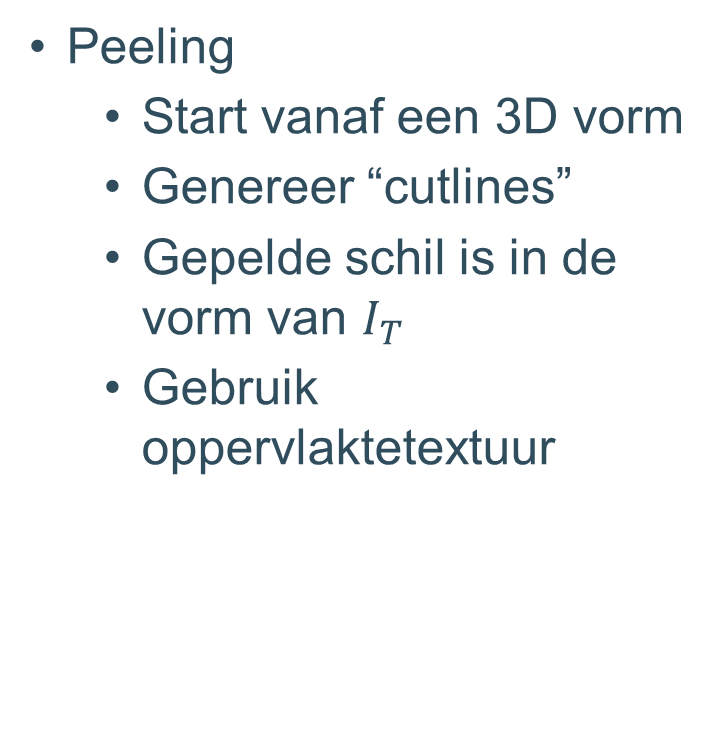 • Peeling
• Start vanaf een 3D vorm
• Genereer “cutlines”
• Gepelde schil is in de
vorm van I_T
• Gebruik
oppervlaktetextuur